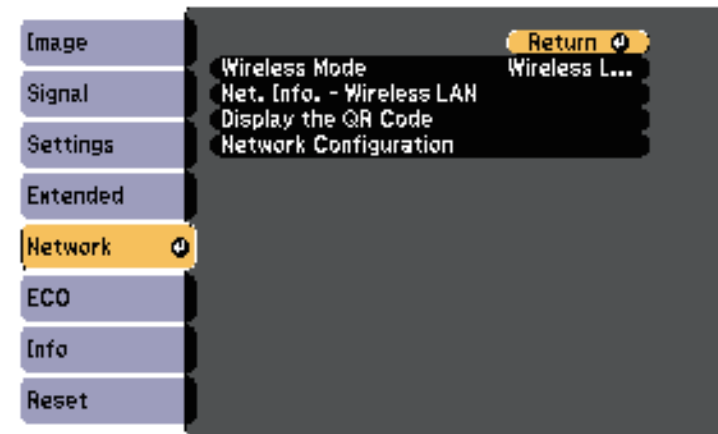 Image
Signal
Settings
Extended
Network
ECO
Info
Reset
Return
Wireless Mode Wireless L...
Net. Info. - Wireless LAN
Display the QR Code
Network Configuration